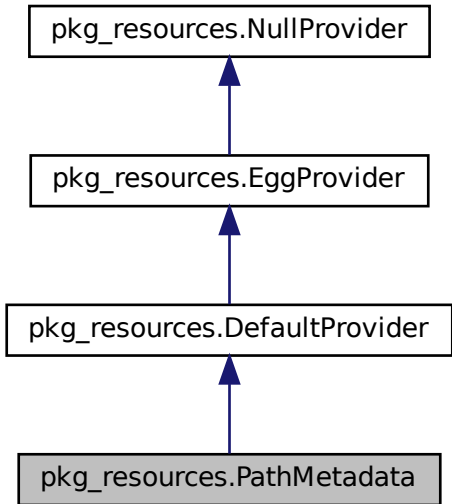 pkg_resources.NullProvider
pkg_resources.EggProvider
pkg_resources.DefaultProvider
pkg_resources.PathMetadata